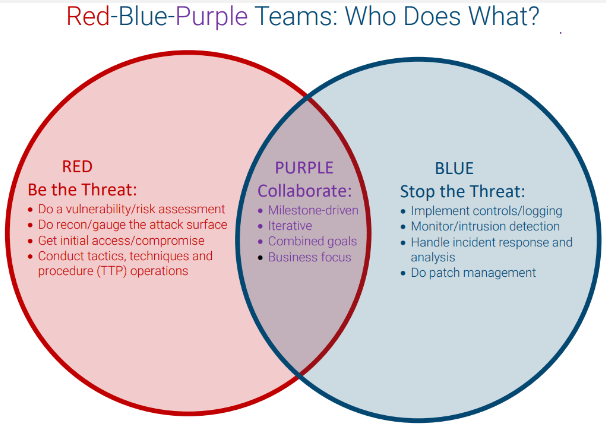 Red-Blue-Purple Teams: Who Does What?
RED
Be the Threat:
• Do a vulnerability/risk assessment
• Do recon/gauge the attack surface
• Get initial access/compromise
• Conduct tactics, techniques and
procedure (TTP) operations
PURPLE
Collaborate:
• Milestone-driven
• Iterative
• Combined goals
• Business focus
BLUE
Stop the Threat:
• Implement controls/logging
• Monitor/intrusion detection
• Handle incident response and
analysis
• Do patch management